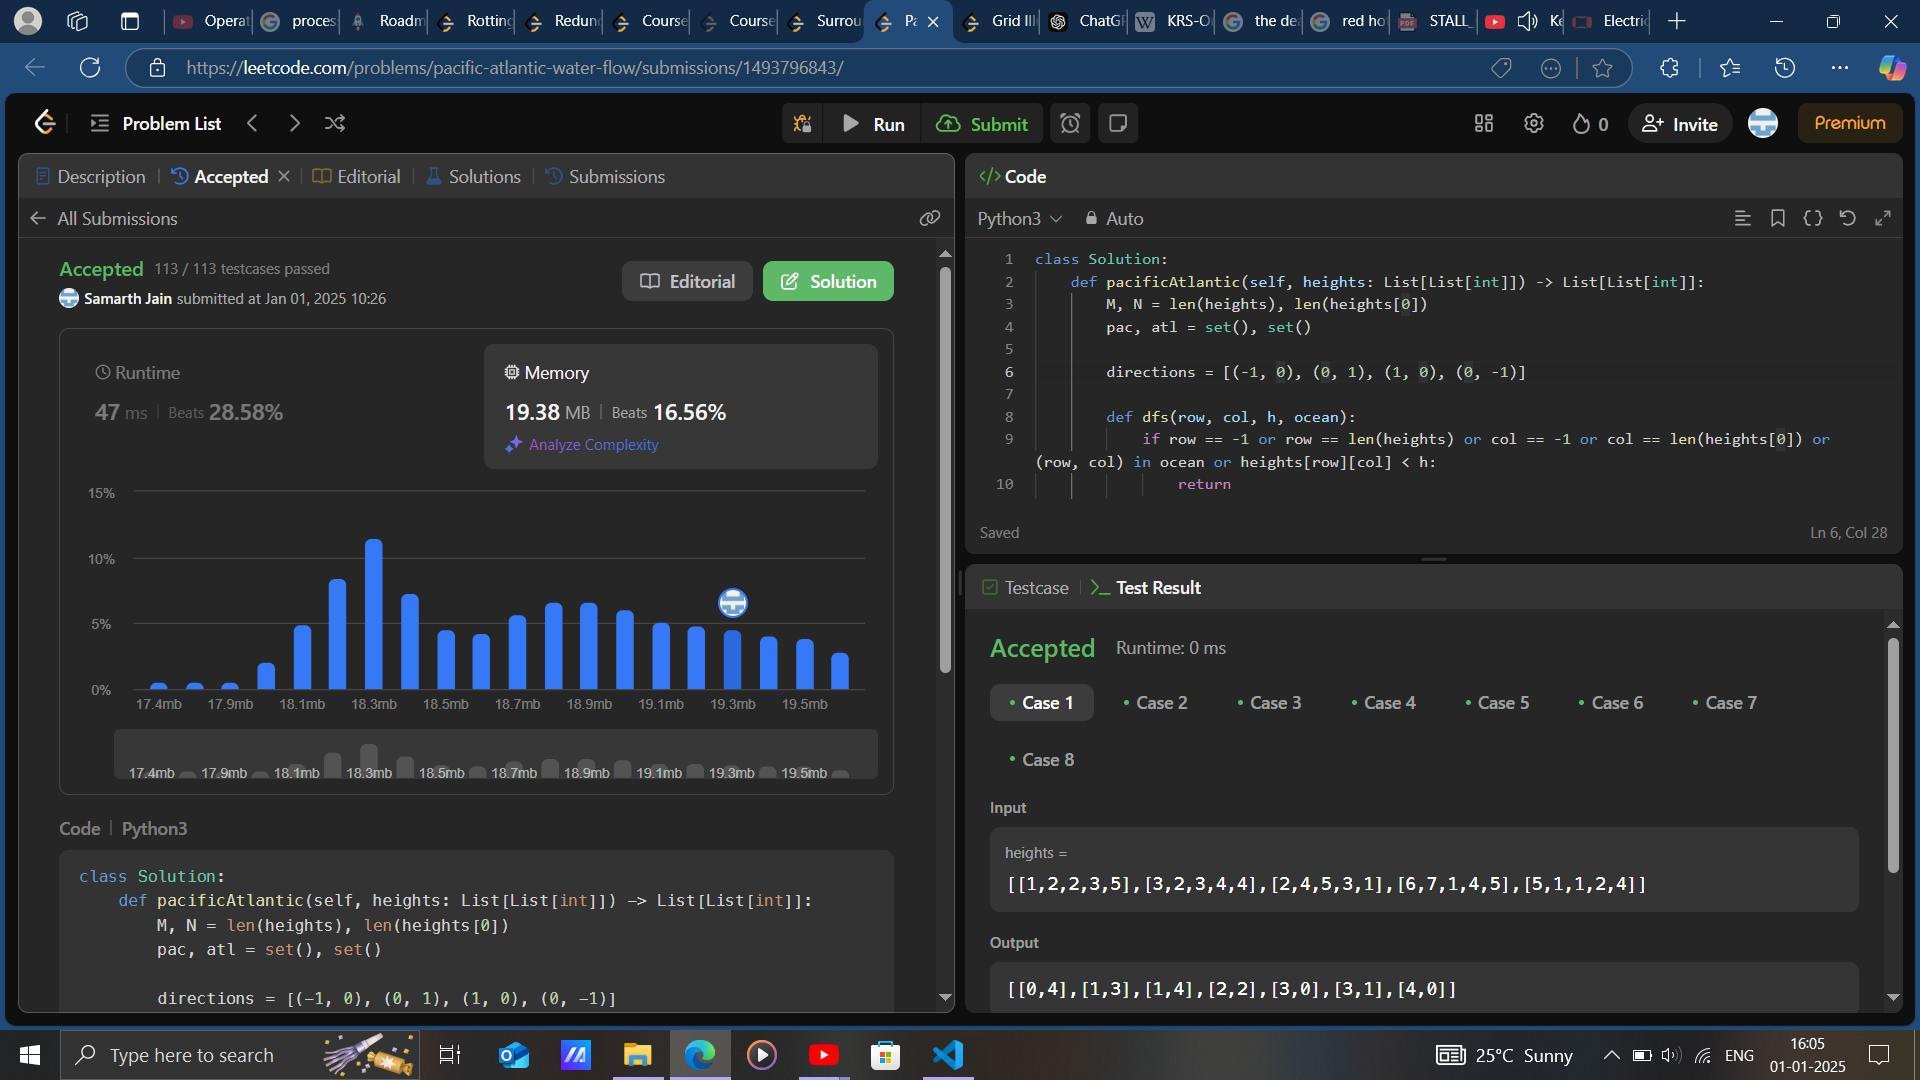 Operat
proces
Roadm
Rotting
Redun
Course
Course
Surrou
Pa
Grid Ill
ChatG
KRS-O
the de
red ho
STALL_
Ke
Electri
https://leetcode.com/problems/pacific-atlantic-water-flow/submissions/1493796843/
Problem List
Run
Submit
0
Invite
Premium
Description
Accepted
Editorial
Solutions
Submissions
All Submissions
Accepted 113 / 113 testcases passed
Samarth Jain submitted at Jan 01, 2025 10:26
Editorial
Solution
Runtime
47 ms | Beats 28.58%
Memory
19.38 MB | Beats 16.56%
Analyze Complexity
15%
10%
5%
0%
17.4mb 17.9mb 18.1mb 18.3mb 18.5mb 18.7mb 18.9mb 19.1mb 19.3mb 19.5mb
17.4mb 17.9mb 18.1mb 18.3mb 18.5mb 18.7mb 18.9mb 19.1mb 19.3mb 19.5mb
Code | Python3
class Solution:
def pacificAtlantic(self, heights: List[List[int]]) -> List[List[int]]:
M, N = len(heights), len(heights[0])
pac, atl = set(), set()
directions = [(-1, 0), (0, 1), (1, 0), (0, -1)]
</> Code
Python3
Auto
1 class Solution:
2 def pacificAtlantic(self, heights: List[List[int]]) -> List[List[int]]:
3 M, N = len(heights), len(heights[0])
4 pac, atl = set(), set()
5
6 directions = [(-1, 0), (0, 1), (1, 0), (0, -1)]
7
8 def dfs(row, col, h, ocean):
9 if row == -1 or row == len(heights) or col == -1 or col == len(heights[0]) or
(row, col) in ocean or heights[row][col] < h:
10 return
Saved
Ln 6, Col 28
Testcase
Test Result
Accepted Runtime: 0 ms
Case 1
Case 2
Case 3
Case 4
Case 5
Case 6
Case 7
Case 8
Input
heights =
[[1,2,2,3,5],[3,2,3,4,4],[2,4,5,3,1],[6,7,1,4,5],[5,1,1,2,4]]
Output
[[0,4],[1,3],[1,4],[2,2],[3,0],[3,1],[4,0]]
Type here to search
25°C Sunny
ENG
16:05
01-01-2025